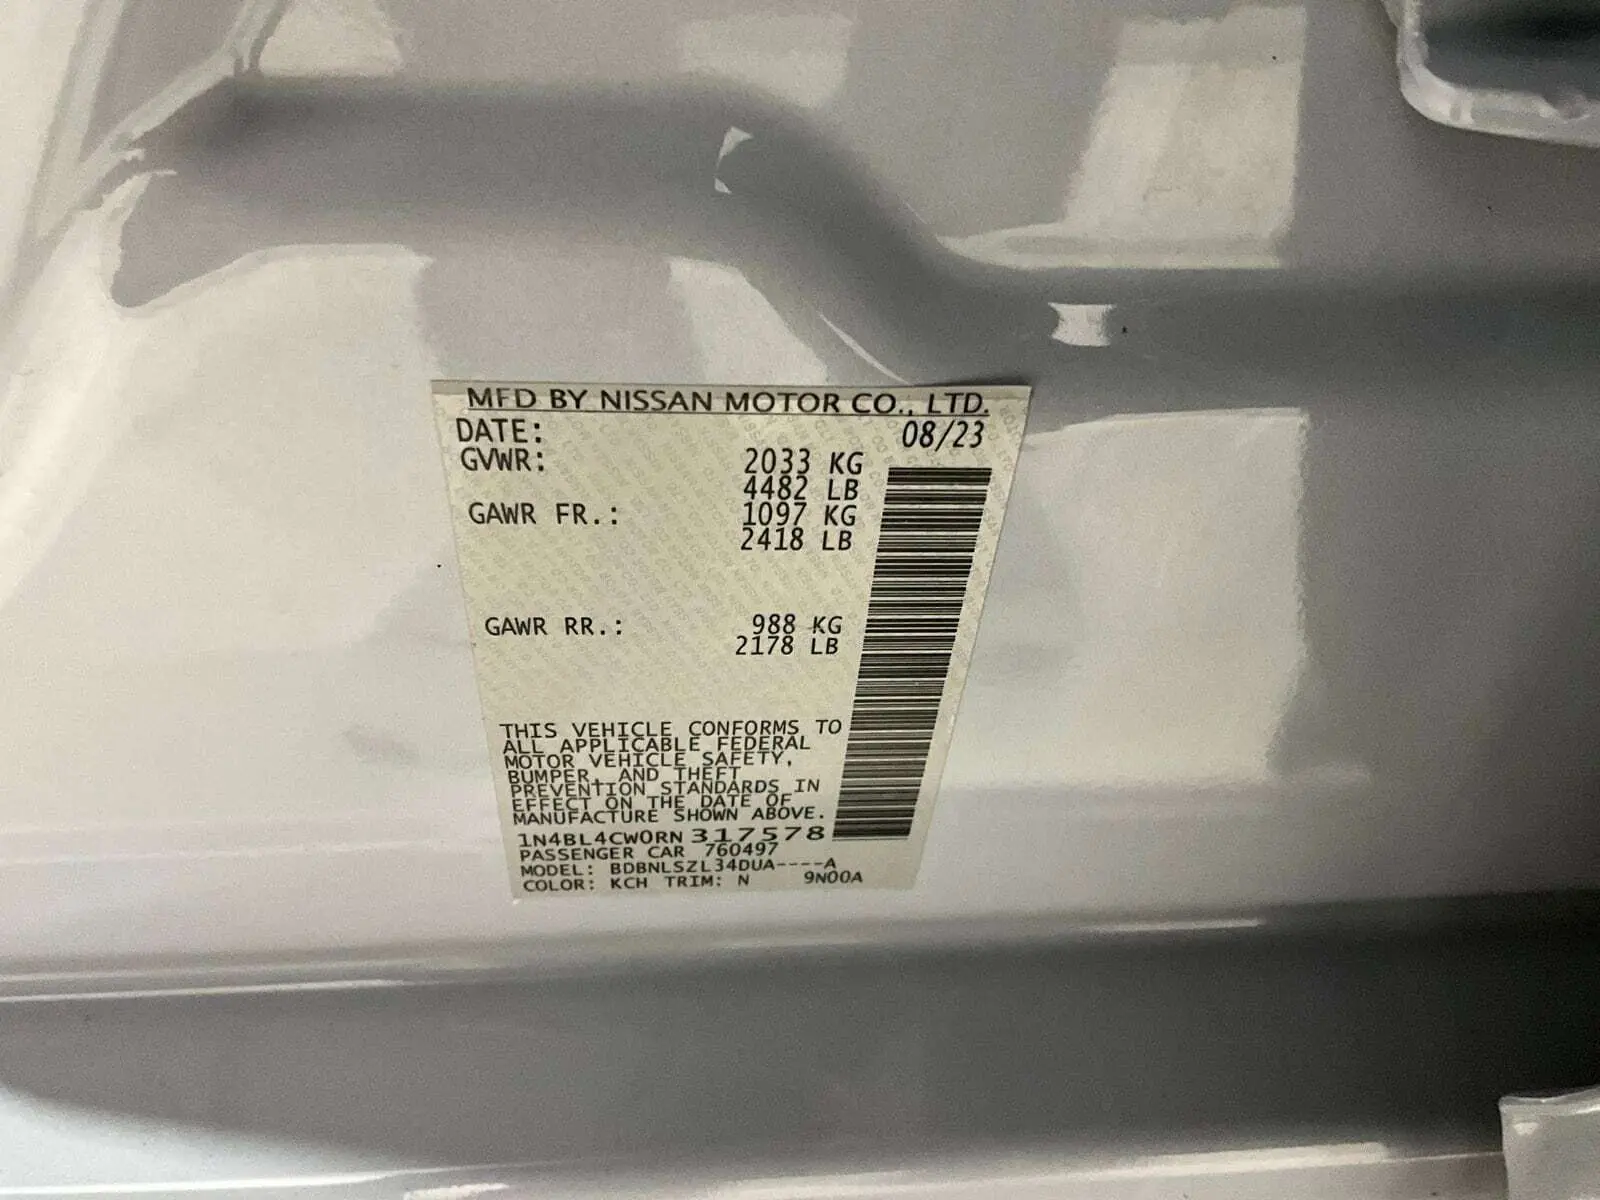 MFD BY NISSAN MOTOR CO., LTD.
DATE: 08/23
GVWR: 2033 KG
4482 LB
GAWR FR.: 1097 KG
2418 LB
GAWR RR.: 988 KG
2178 LB
THIS VEHICLE CONFORMS TO
ALL APPLICABLE FEDERAL
MOTOR VEHICLE SAFETY,
BUMPER, AND THEFT
PREVENTION STANDARDS IN
EFFECT ON THE DATE OF
MANUFACTURE SHOWN ABOVE.
1N4BL4CW0RN317578
PASSENGER CAR 760497
MODEL: BDBNLSZL34DUA----A
COLOR: KCH TRIM: N 9N00A